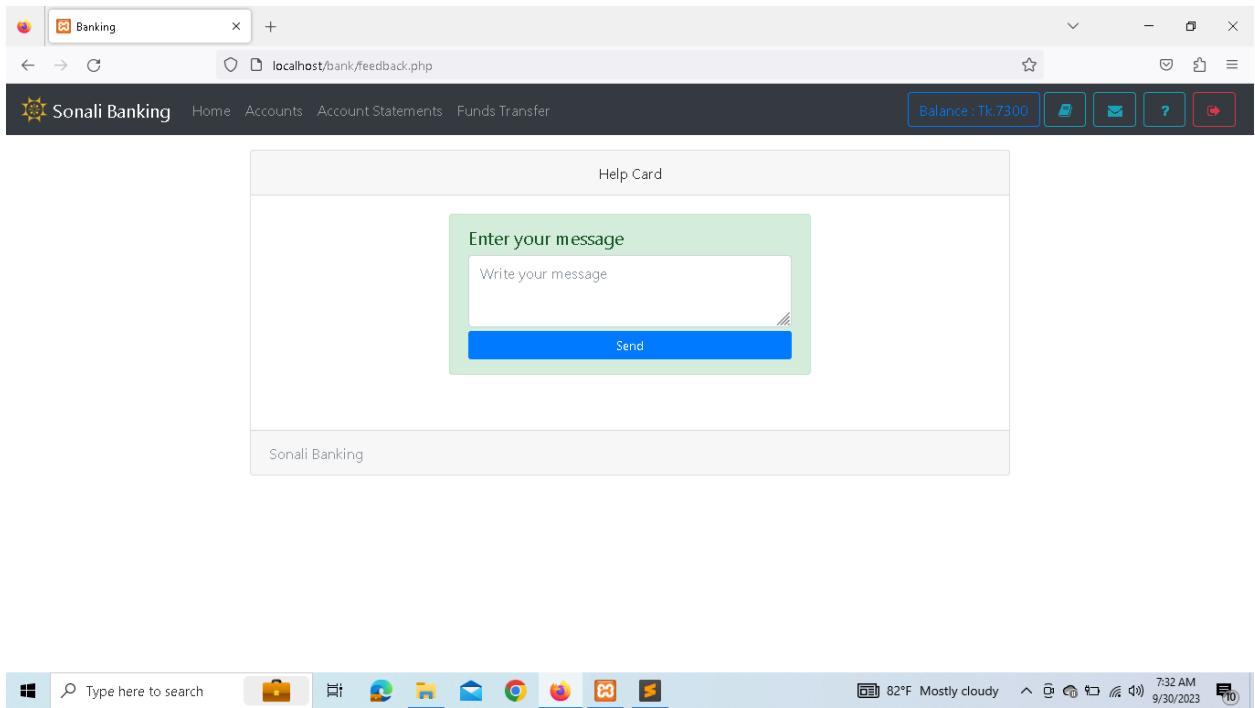 Banking
localhost/bank/feedback.php
Sonali Banking Home Accounts Account Statements Funds Transfer Balance : Tk.7300 ?
Help Card
Enter your message
Write your message
Send
Sonali Banking
Type here to search 82°F Mostly cloudy 7:32 AM
9/30/2023 10